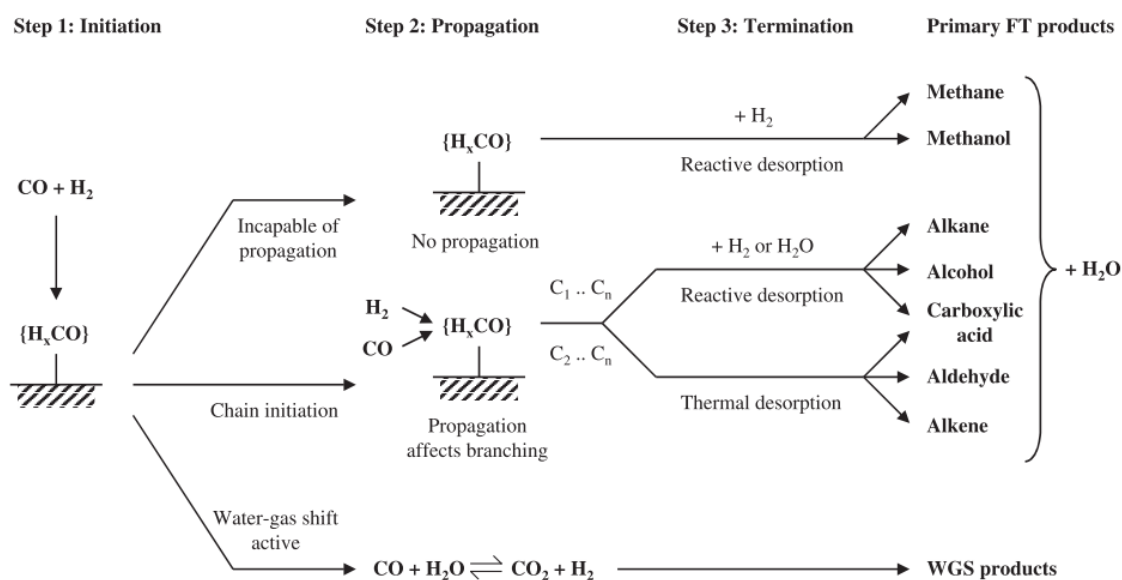 Step 1: Initiation
Step 2: Propagation
Step 3: Termination
Primary FT products
CO + H₂
{HₓCO}
Incapable of
propagation
Chain initiation
Water-gas shift
active
{HₓCO}
No propagation
H₂
CO
{HₓCO}
Propagation
affects branching
CO + H₂O ⇌ CO₂ + H₂
C₁ .. Cₙ
C₂ .. Cₙ
+ H₂
Reactive desorption
+ H₂ or H₂O
Reactive desorption
Thermal desorption
Methane
Methanol
Alkane
Alcohol
Carboxylic
acid
Aldehyde
Alkene
+ H₂O
WGS products